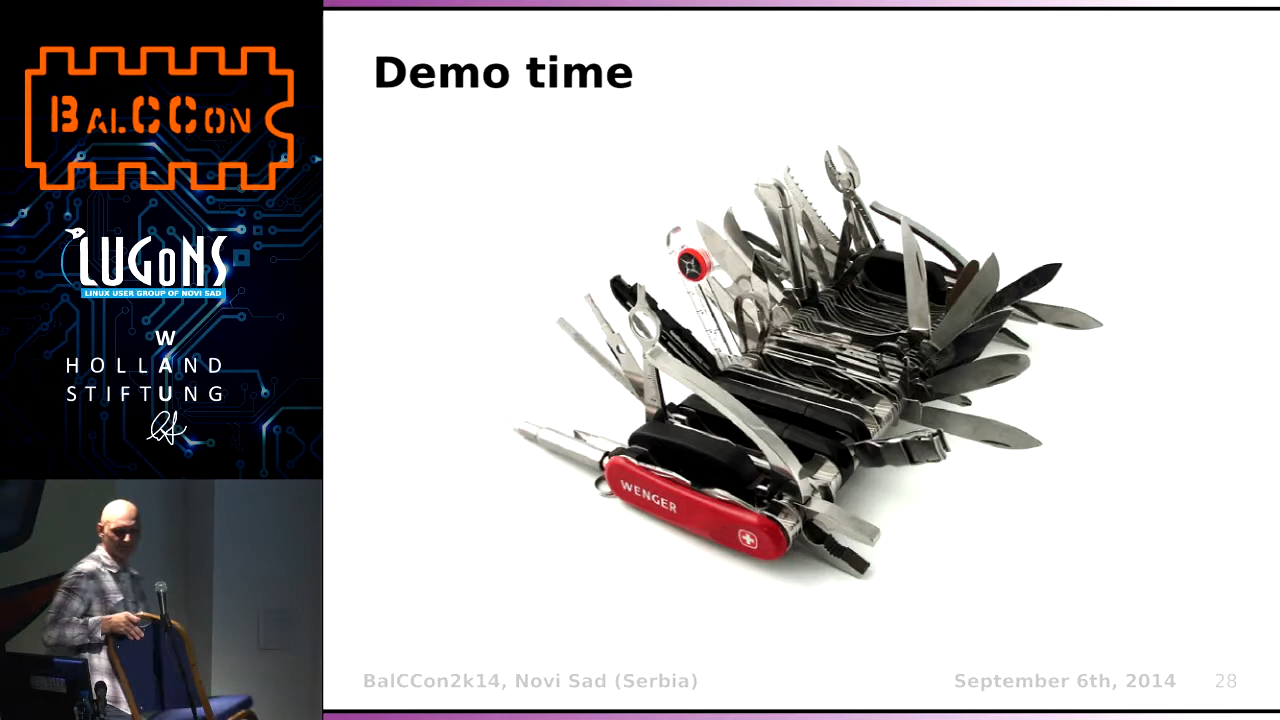 BALCCON
LUGoNS
LINUX USER GROUP OF NOVI SAD
W
HOLLAND
STIFTUNG
Demo time
WENGER
BalCCon2k14, Novi Sad (Serbia)
September 6th, 2014
28